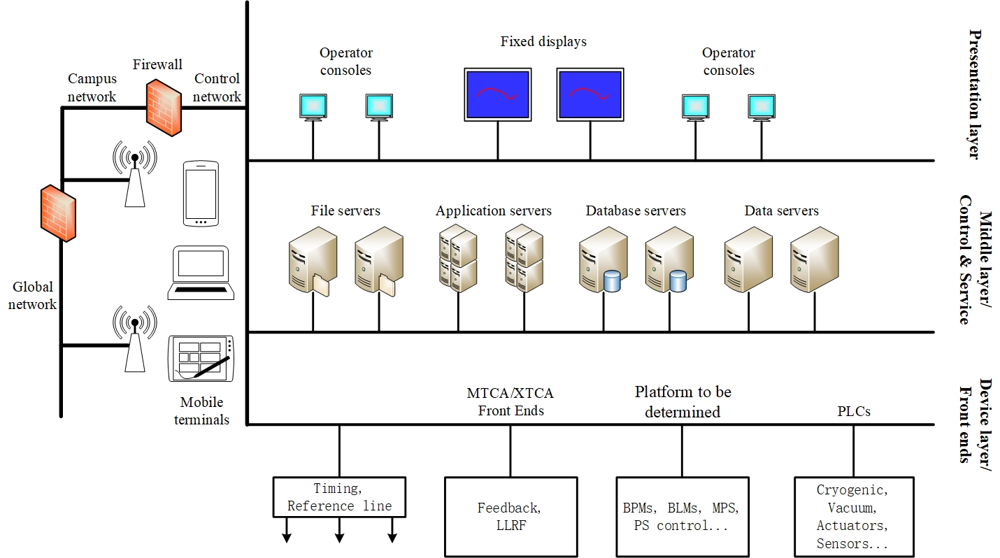 Firewall
Campus
network
Control
network
Global
network
Mobile
terminals
Operator
consoles
Fixed displays
Operator
consoles
Presentation layer
File servers
Application servers
Database servers
Data servers
Middle layer/
Control & Service
MTCA/XTCA
Front Ends
Platform to be
determined
PLCs
Device layer/
Front ends
Timing,
Reference line
Feedback,
LLRF
BPMs, BLMs, MPS,
PS control...
Cryogenic,
Vacuum,
Actuators,
Sensors...